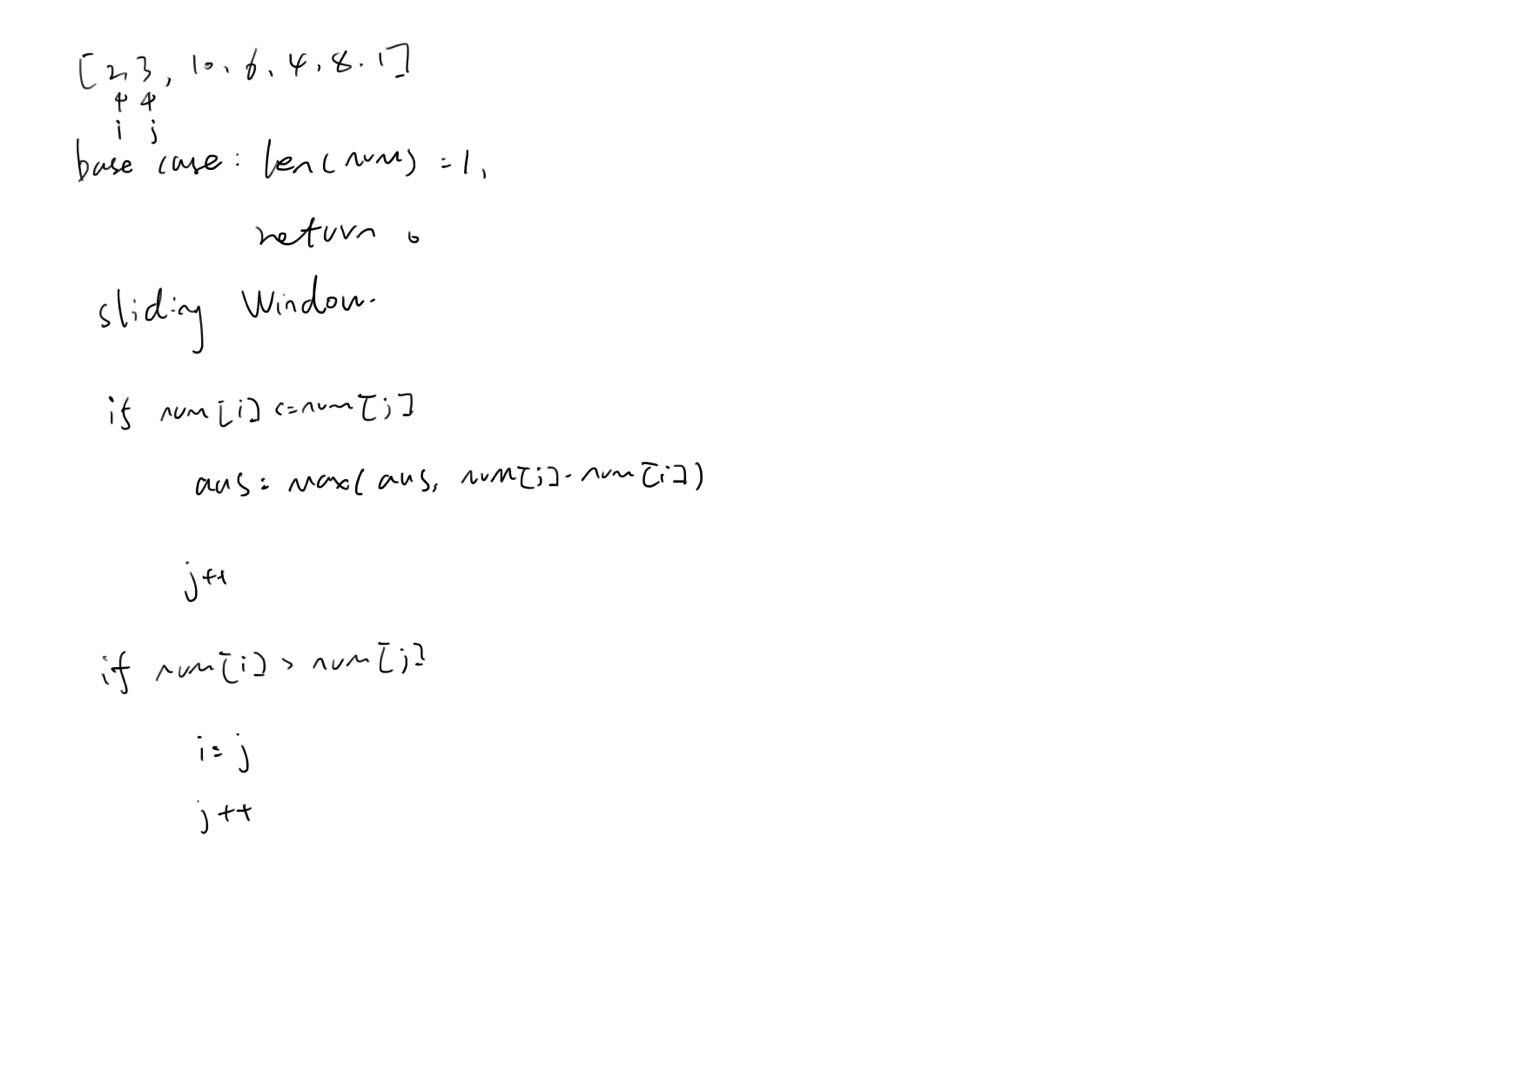 [2, 3, 10, 6, 4, 8, 1]
i j
base case: len(num) = 1,
return 0
sliding Window.
if num[i] <= num[j]
ans = max(ans, num[j] - num[i])
j++
if num[i] > num[j]
i = j
j++